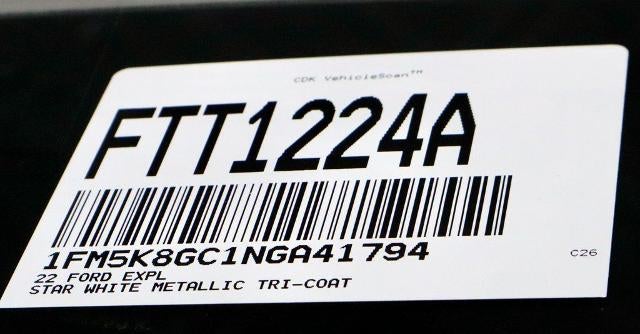 CDK VehicleScan™
FTT1224A
1FM5K8GC1NGA41794
C26
22 FORD EXPL
STAR WHITE METALLIC TRI-COAT